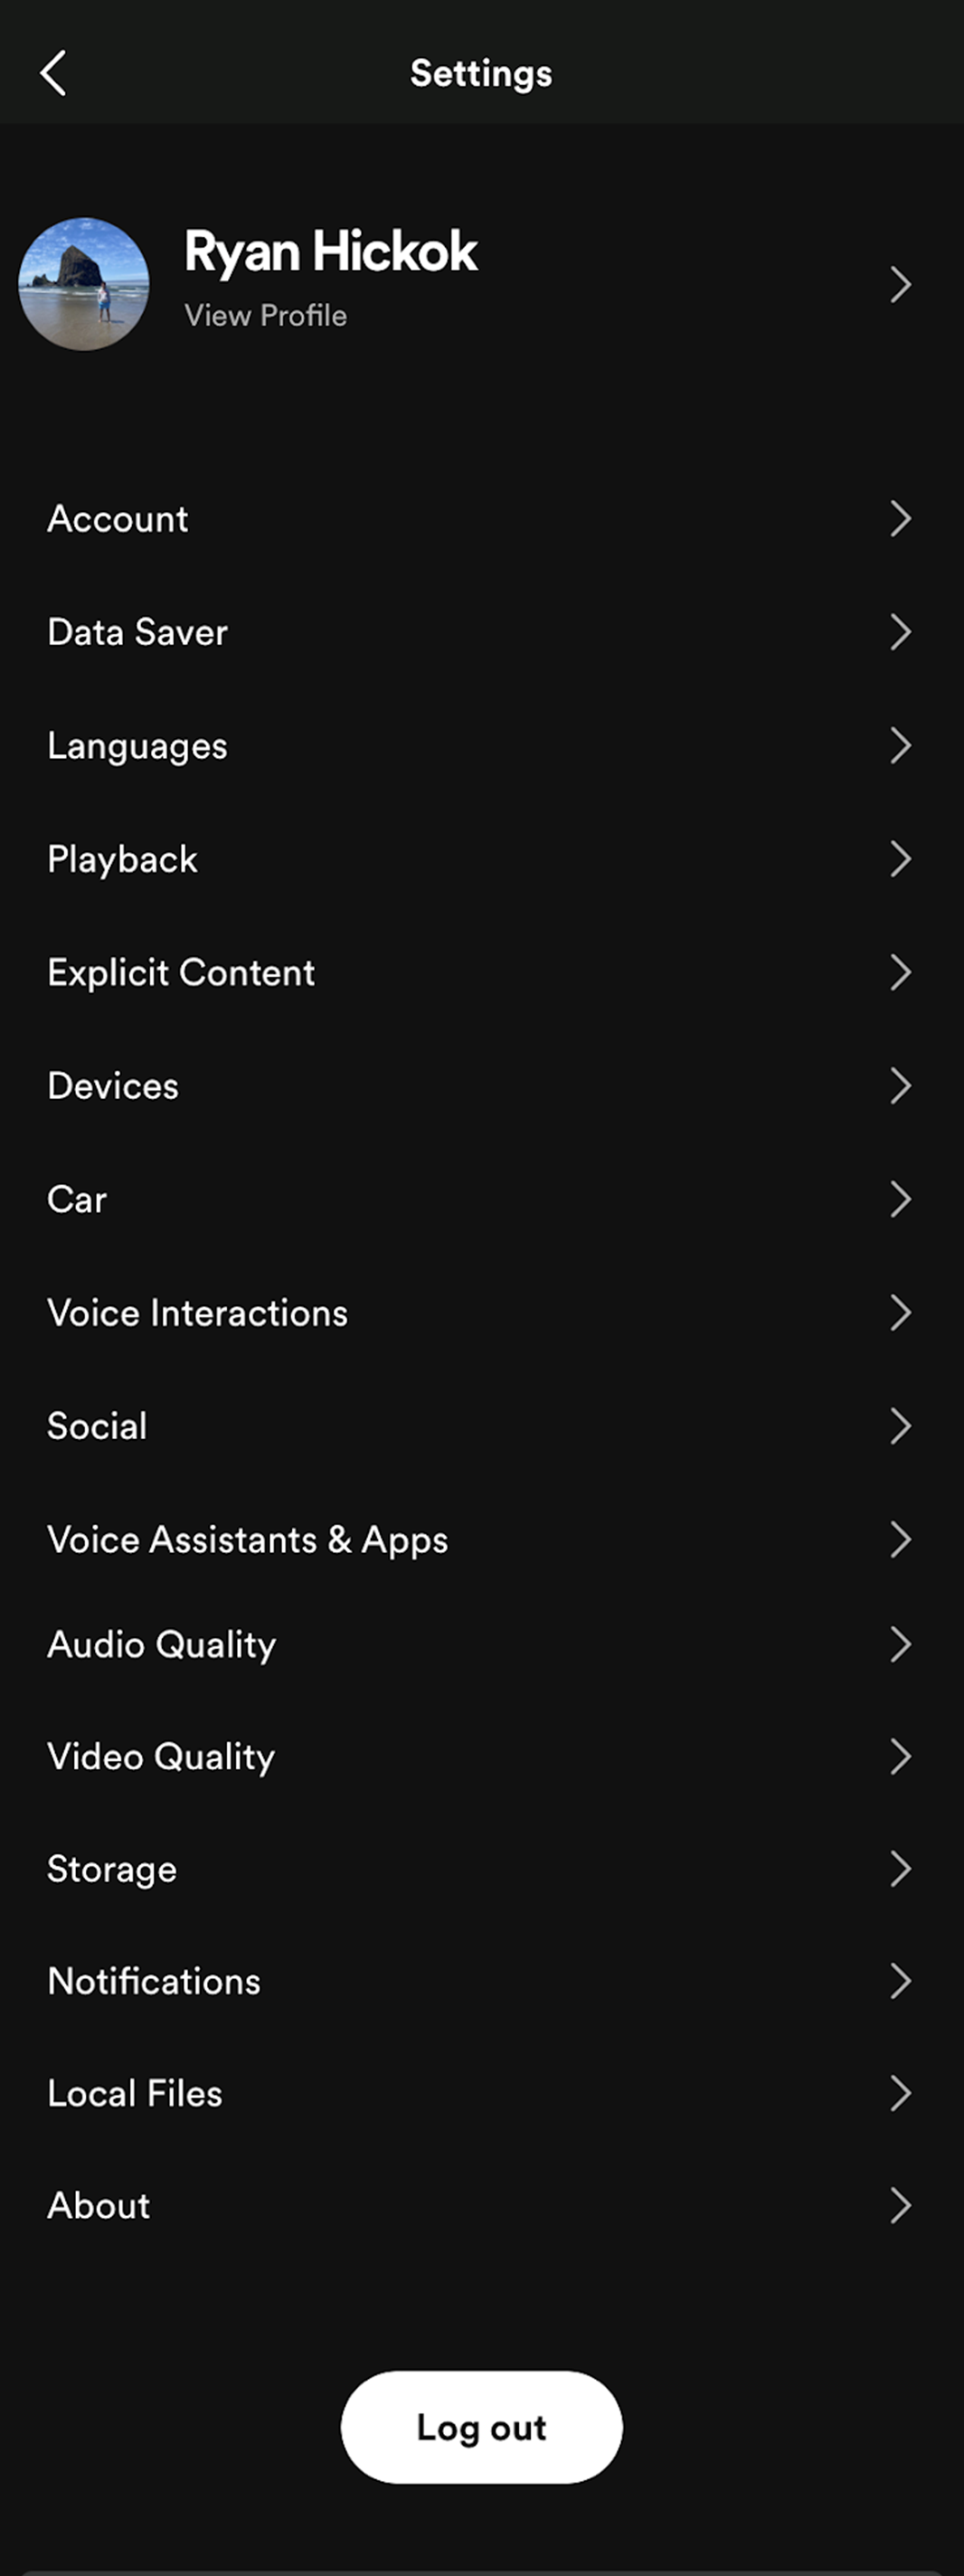 Settings
Ryan Hickok
View Profile
Account
Data Saver
Languages
Playback
Explicit Content
Devices
Car
Voice Interactions
Social
Voice Assistants & Apps
Audio Quality
Video Quality
Storage
Notifications
Local Files
About
Log out